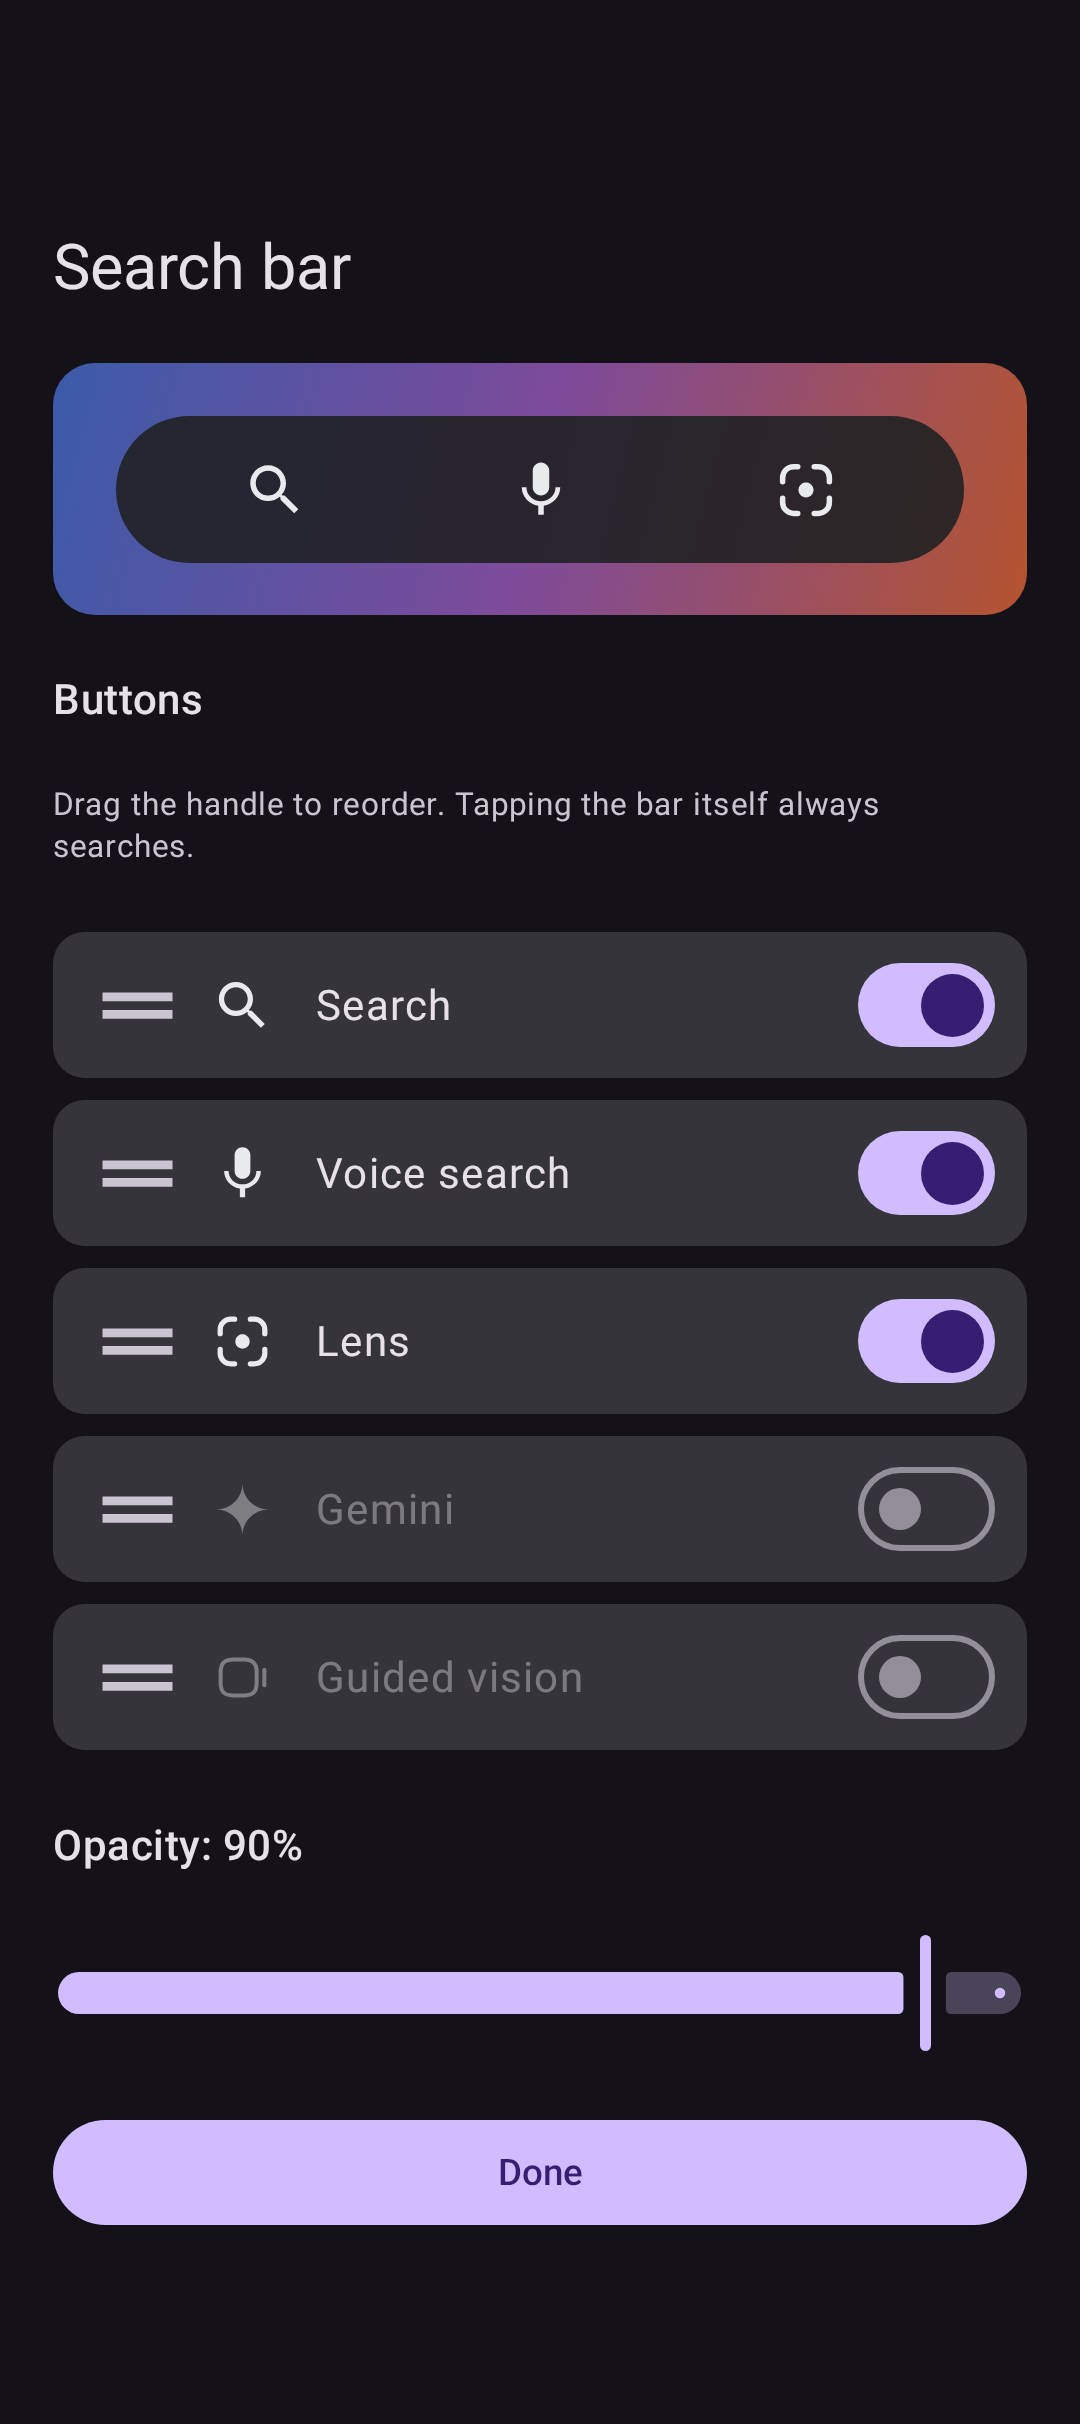 Search bar
Buttons
Drag the handle to reorder. Tapping the bar itself always
searches.
Search
Voice search
Lens
Gemini
Guided vision
Opacity: 90%
Done